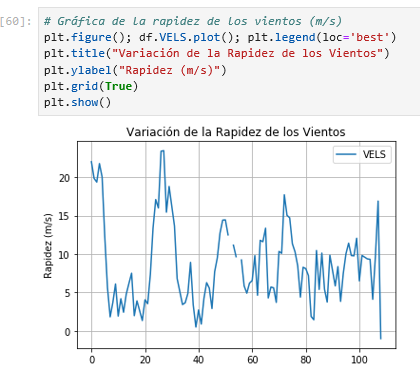 [60]: # Gráfica de la rapidez de los vientos (m/s)
plt.figure(); df.VELS.plot(); plt.legend(loc='best')
plt.title("Variación de la Rapidez de los Vientos")
plt.ylabel("Rapidez (m/s)")
plt.grid(True)
plt.show()
Variación de la Rapidez de los Vientos
VELS
Rapidez (m/s)
20
15
10
5
0
0 20 40 60 80 100